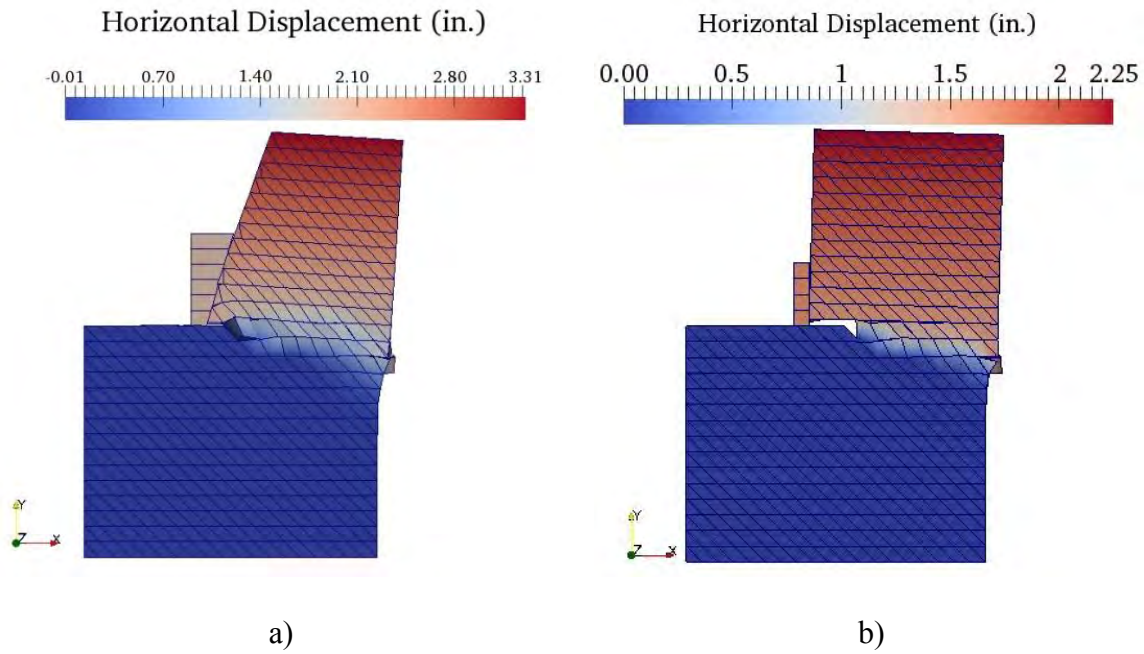 Horizontal Displacement (in.)
-0.01 0.70 1.40 2.10 2.80 3.31
Y
Z X
a)
Horizontal Displacement (in.)
0.00 0.5 1 1.5 2 2.25
Y
Z X
b)